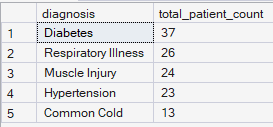 diagnosis total_patient_count
1 Diabetes 37
2 Respiratory Illness 26
3 Muscle Injury 24
4 Hypertension 23
5 Common Cold 13